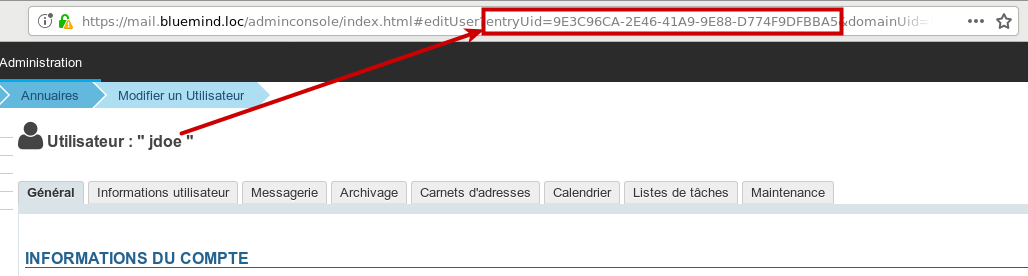 https://mail.bluemind.loc/adminconsole/index.html#editUser?entryUid=9E3C96CA-2E46-41A9-9E88-D774F9DFBBA5&domainUid=
Administration
Annuaires Modifier un Utilisateur
Utilisateur : " jdoe "
Général Informations utilisateur Messagerie Archivage Carnets d'adresses Calendrier Listes de tâches Maintenance
INFORMATIONS DU COMPTE